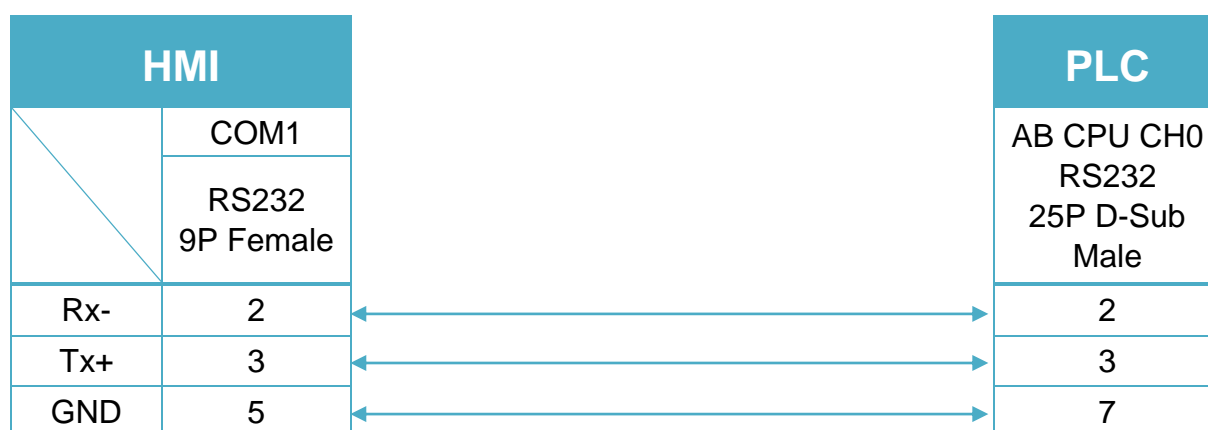 HMI
PLC
COM1
RS232
9P Female
AB CPU CH0
RS232
25P D-Sub
Male
Rx- 2 2
Tx+ 3 3
GND 5 7